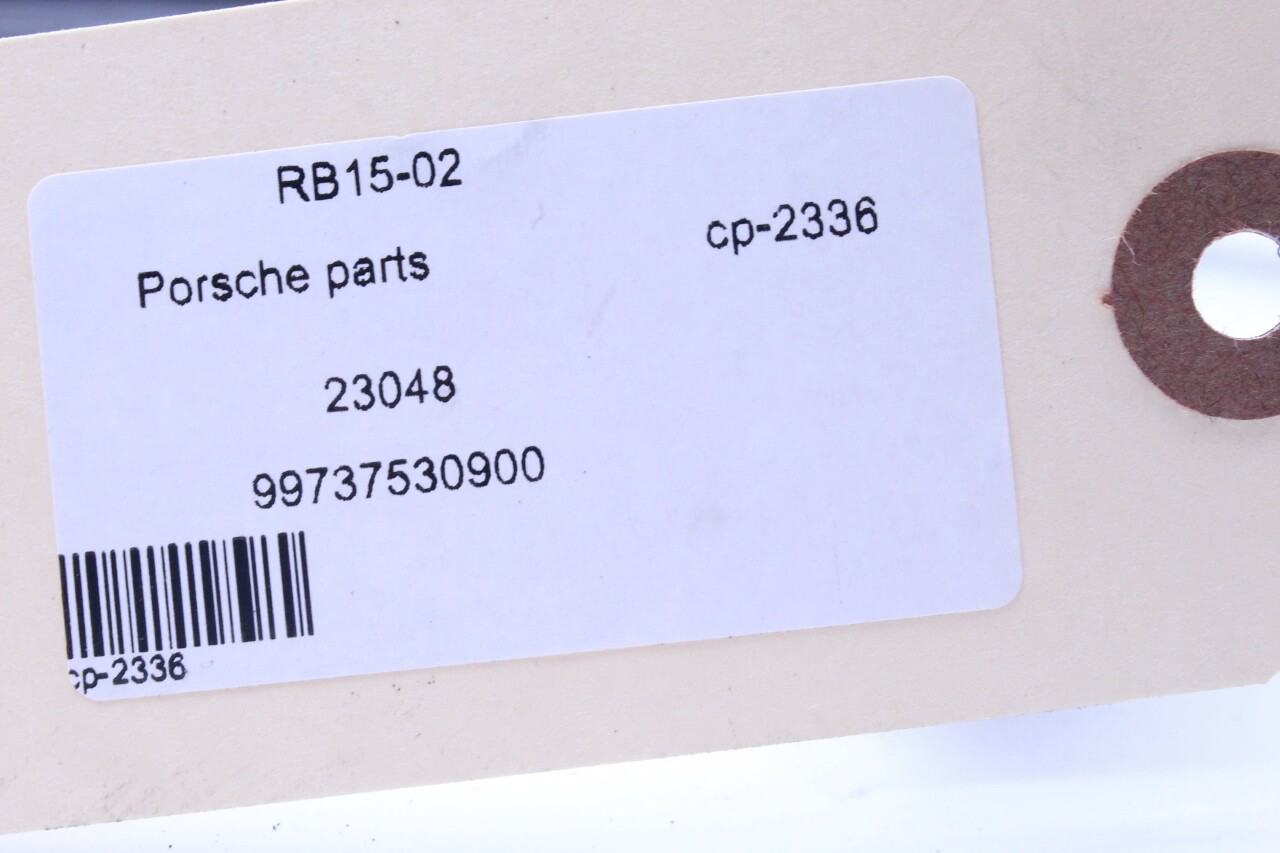 RB15-02
cp-2336
Porsche parts
23048
99737530900
cp-2336